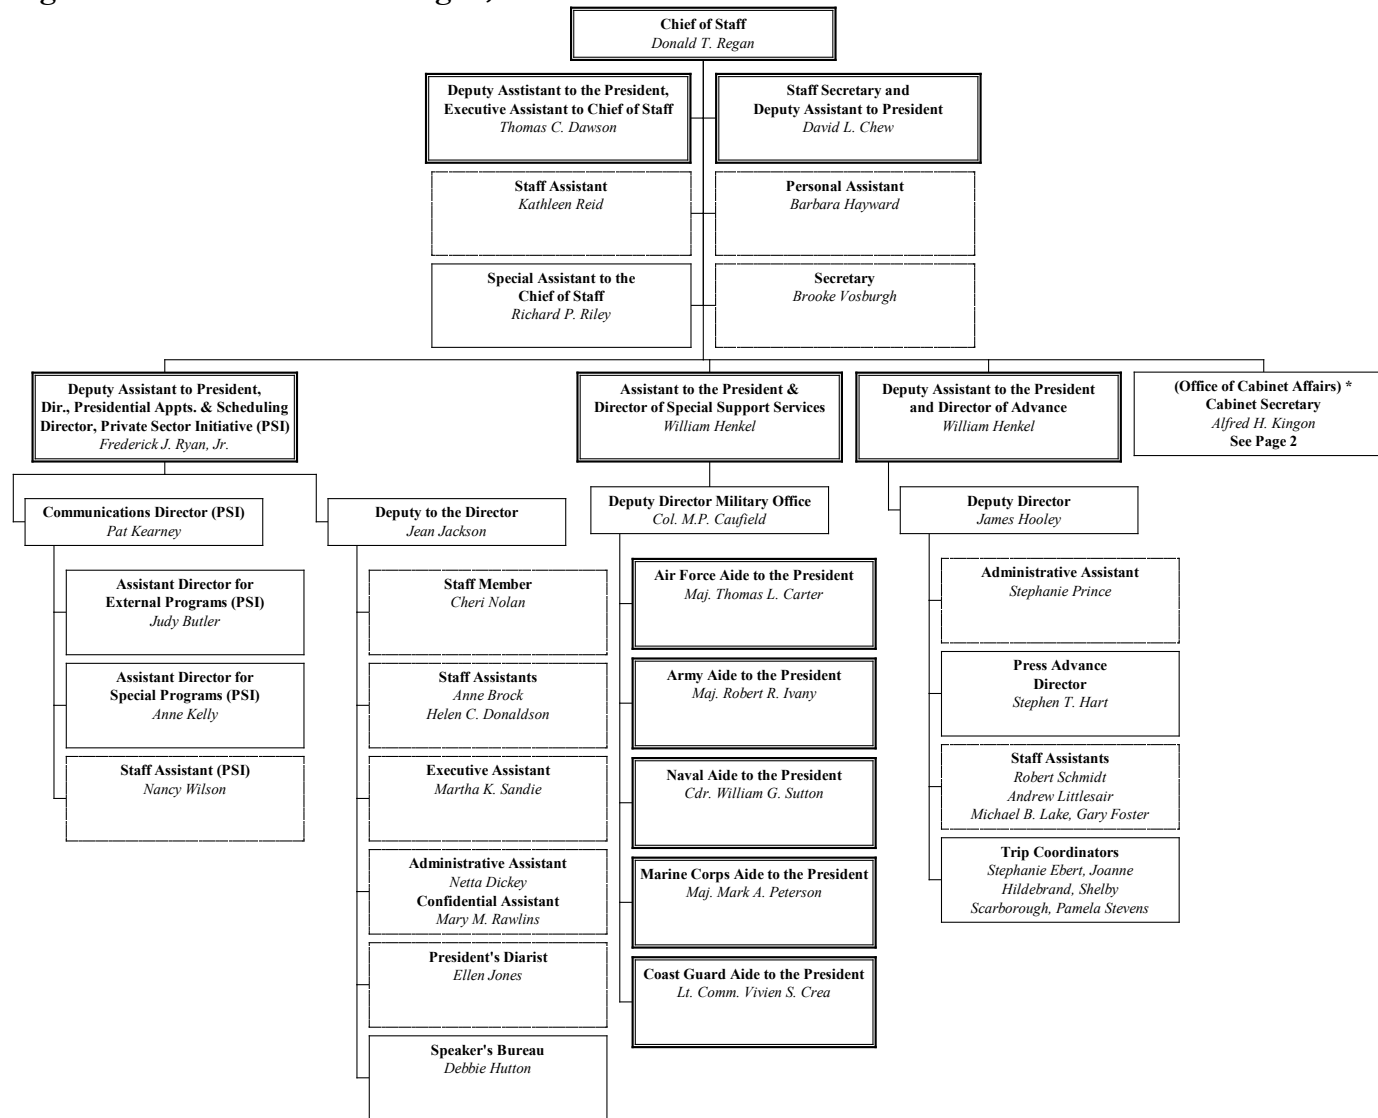 Chief of Staff
Donald T. Regan
Deputy Asstistant to the President,
Executive Assistant to Chief of Staff
Thomas C. Dawson
Staff Secretary and
Deputy Assistant to President
David L. Chew
Staff Assistant
Kathleen Reid
Personal Assistant
Barbara Hayward
Special Assistant to the
Chief of Staff
Richard P. Riley
Secretary
Brooke Vosburgh
Deputy Assistant to President,
Dir., Presidential Appts. & Scheduling
Director, Private Sector Initiative (PSI)
Frederick J. Ryan, Jr.
Assistant to the President &
Director of Special Support Services
William Henkel
Deputy Assistant to the President
and Director of Advance
William Henkel
(Office of Cabinet Affairs) *
Cabinet Secretary
Alfred H. Kingon
See Page 2
Communications Director (PSI)
Pat Kearney
Assistant Director for
External Programs (PSI)
Judy Butler
Assistant Director for
Special Programs (PSI)
Anne Kelly
Staff Assistant (PSI)
Nancy Wilson
Deputy to the Director
Jean Jackson
Staff Member
Cheri Nolan
Staff Assistants
Anne Brock
Helen C. Donaldson
Executive Assistant
Martha K. Sandie
Administrative Assistant
Netta Dickey
Confidential Assistant
Mary M. Rawlins
President's Diarist
Ellen Jones
Speaker's Bureau
Debbie Hutton
Deputy Director Military Office
Col. M.P. Caufield
Air Force Aide to the President
Maj. Thomas L. Carter
Army Aide to the President
Maj. Robert R. Ivany
Naval Aide to the President
Cdr. William G. Sutton
Marine Corps Aide to the President
Maj. Mark A. Peterson
Coast Guard Aide to the President
Lt. Comm. Vivien S. Crea
Deputy Director
James Hooley
Administrative Assistant
Stephanie Prince
Press Advance
Director
Stephen T. Hart
Staff Assistants
Robert Schmidt
Andrew Littlesair
Michael B. Lake, Gary Foster
Trip Coordinators
Stephanie Ebert, Joanne
Hildebrand, Shelby
Scarborough, Pamela Stevens